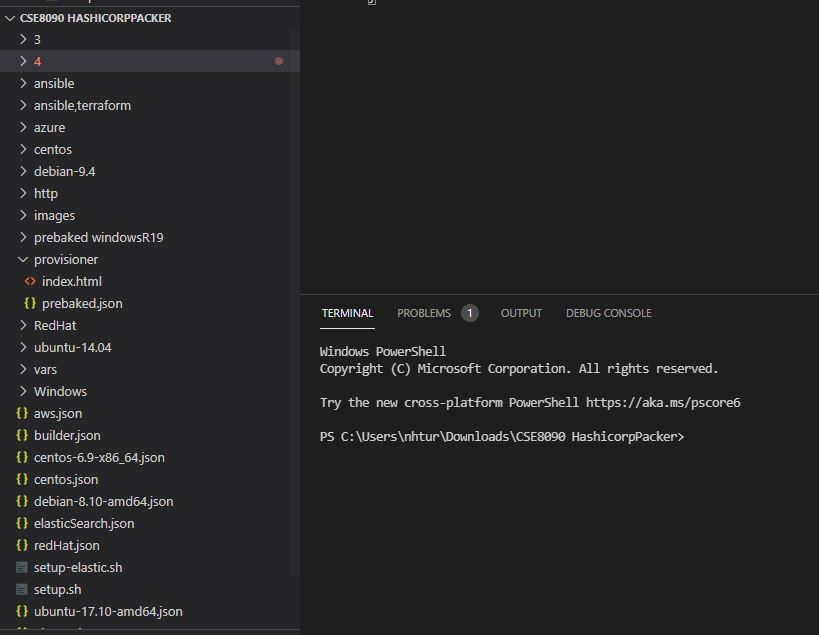 CSE8090 HASHICORPPACKER
3
4
ansible
ansible,terraform
azure
centos
debian-9.4
http
images
prebaked windowsR19
provisioner
index.html
prebaked.json
RedHat
ubuntu-14.04
vars
Windows
aws.json
builder.json
centos-6.9-x86_64.json
centos.json
debian-8.10-amd64.json
elasticSearch.json
redHat.json
setup-elastic.sh
setup.sh
ubuntu-17.10-amd64.json
TERMINAL PROBLEMS 1 OUTPUT DEBUG CONSOLE
Windows PowerShell
Copyright (C) Microsoft Corporation. All rights reserved.
Try the new cross-platform PowerShell https://aka.ms/pscore6
PS C:\Users\nhtur\Downloads\CSE8090 HashicorpPacker>